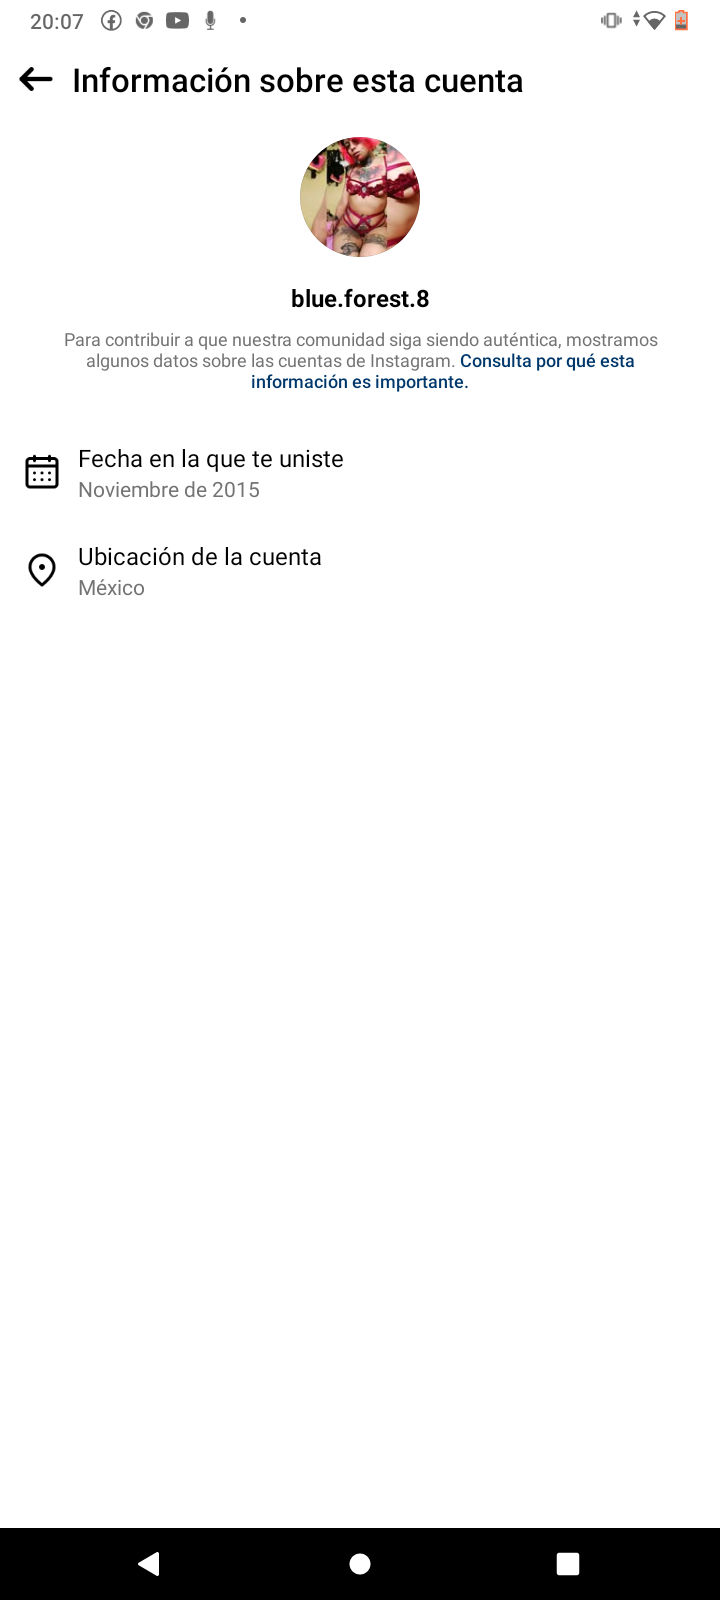 20:07
Información sobre esta cuenta
blue.forest.8
Para contribuir a que nuestra comunidad siga siendo auténtica, mostramos
algunos datos sobre las cuentas de Instagram. Consulta por qué esta
información es importante.
Fecha en la que te uniste
Noviembre de 2015
Ubicación de la cuenta
México